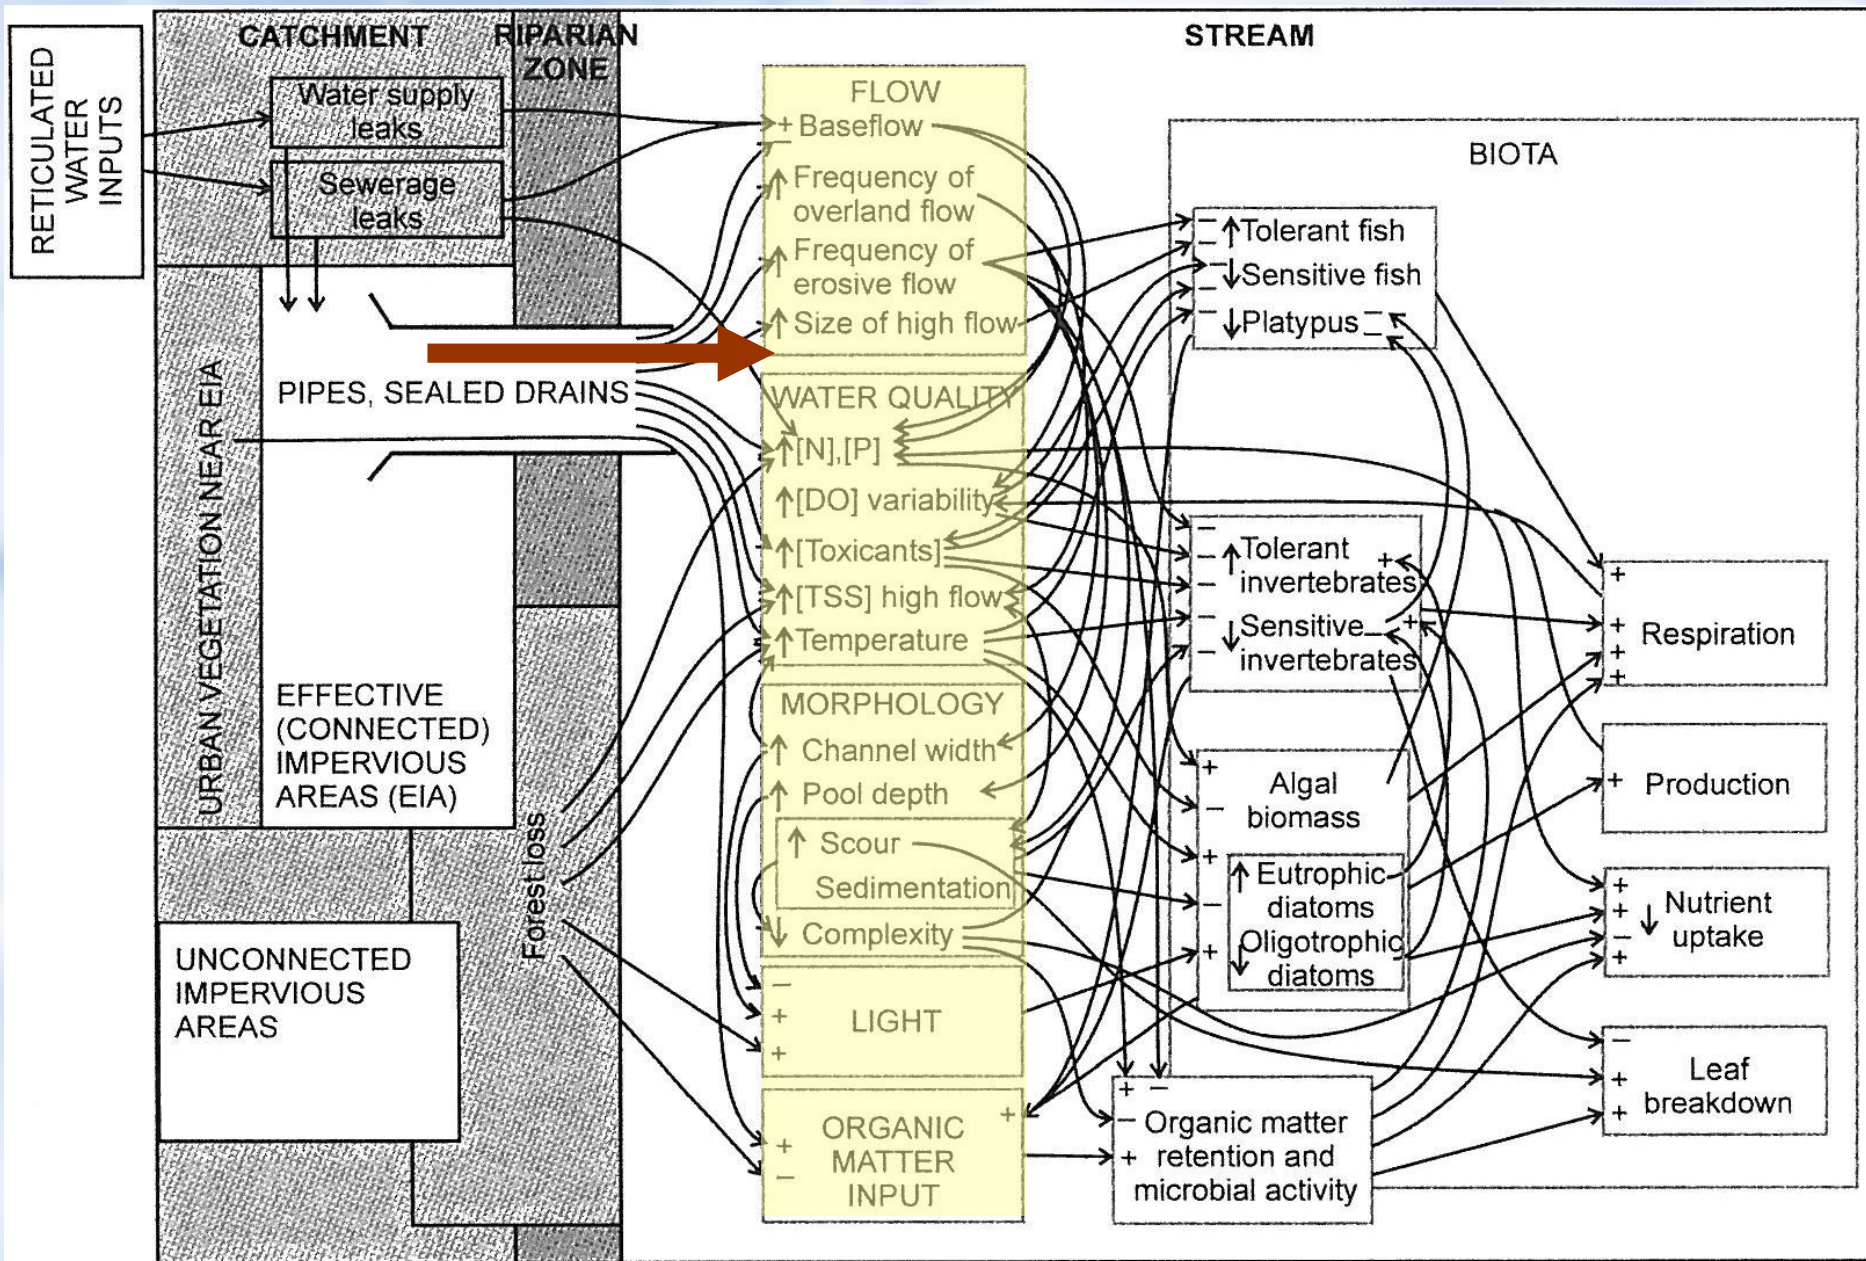 RETICULATED
WATER
INPUTS
CATCHMENT
Water supply
leaks
Sewerage
leaks
RIPARIAN
ZONE
URBAN VEGETATION NEAR EIA
PIPES, SEALED DRAINS
EFFECTIVE
(CONNECTED)
IMPERVIOUS
AREAS (EIA)
UNCONNECTED
IMPERVIOUS
AREAS
Forest loss
STREAM
FLOW
+ Baseflow
−
↑ Frequency of
overland flow
↑ Frequency of
erosive flow
↑ Size of high flow
WATER QUALITY
↑[N],[P]
↑[DO] variability
↑[Toxicants]
↑[TSS] high flow
↑Temperature
MORPHOLOGY
↑ Channel width
↑ Pool depth
↑ Scour
Sedimentation
↓ Complexity
−
+ LIGHT
+
+
ORGANIC
+ MATTER
− INPUT
BIOTA
−
− ↑Tolerant fish
− ↓Sensitive fish
−
− ↓Platypus −
−
−
− ↑ Tolerant +
− invertebrates
− ↓ Sensitive − +
− invertebrates
+ Algal
− biomass
+ ↑ Eutrophic
− diatoms
+ ↓ Oligotrophic
diatoms
+ −
− Organic matter
+ retention and
microbial activity
+
+ Respiration
+
+
+ Production
+
+ ↓ Nutrient
− uptake
+
−
+ Leaf
+ breakdown